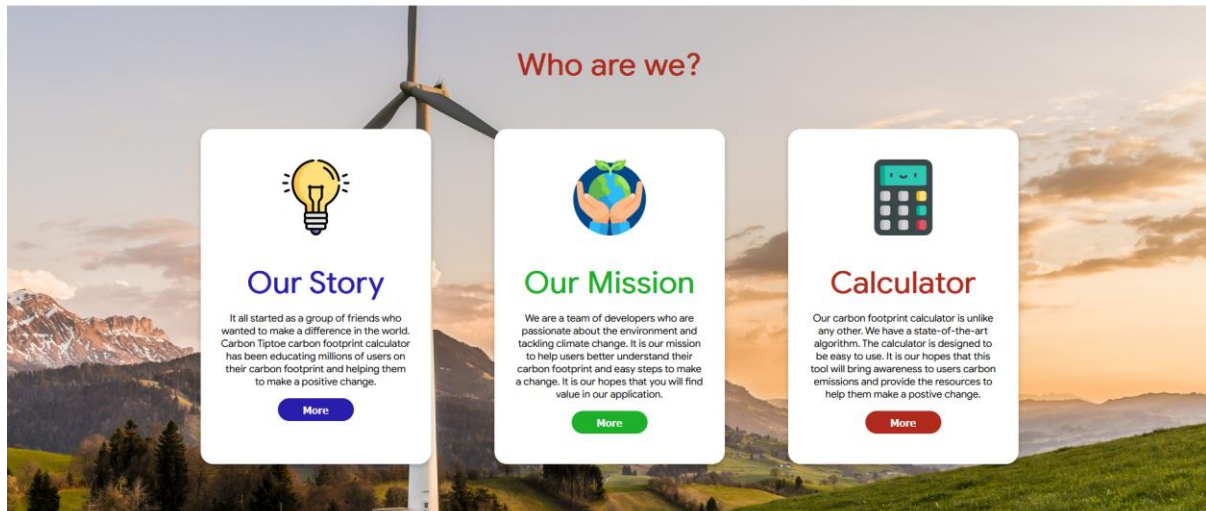 Who are we?
Our Story
It all started as a group of friends who
wanted to make a difference in the world.
Carbon Tiptoe carbon footprint calculator
has been educating millions of users on
their carbon footprint and helping them
to make a positive change.
More
Our Mission
We are a team of developers who are
passionate about the environment and
tackling climate change. It is our mission
to help users better understand their
carbon footprint and easy steps to make
a change. It is our hopes that you will find
value in our application.
More
Calculator
Our carbon footprint calculator is unlike
any other. We have a state-of-the-art
algorithm. The calculator is designed to
be easy to use. It is our hopes that this
tool will bring awareness to users carbon
emissions and provide the resources to
help them make a postive change.
More